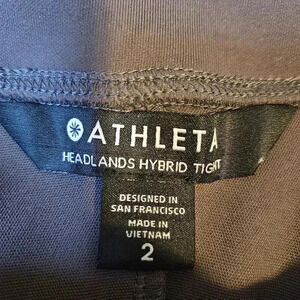 ATHLETA
HEADLANDS HYBRID TIGHT
DESIGNED IN
SAN FRANCISCO
MADE IN
VIETNAM
2